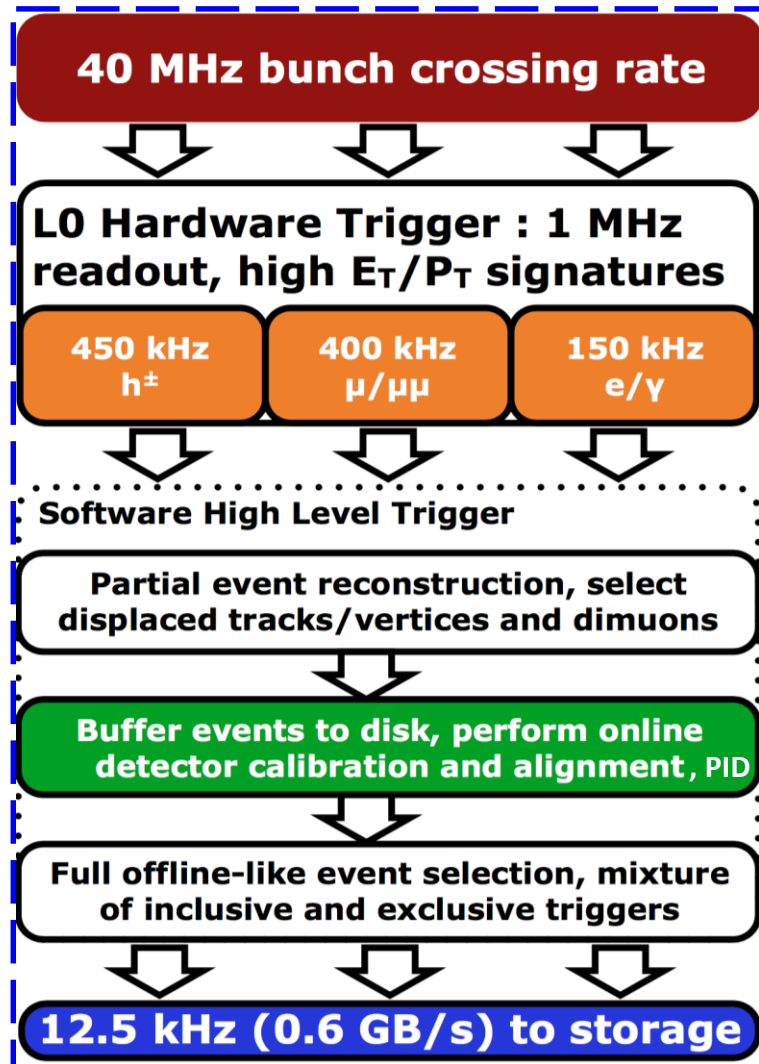 40 MHz bunch crossing rate
L0 Hardware Trigger : 1 MHz
readout, high E_T/P_T signatures
450 kHz
h±
400 kHz
μ/μμ
150 kHz
e/γ
Software High Level Trigger
Partial event reconstruction, select
displaced tracks/vertices and dimuons
Buffer events to disk, perform online
detector calibration and alignment, PID
Full offline-like event selection, mixture
of inclusive and exclusive triggers
12.5 kHz (0.6 GB/s) to storage